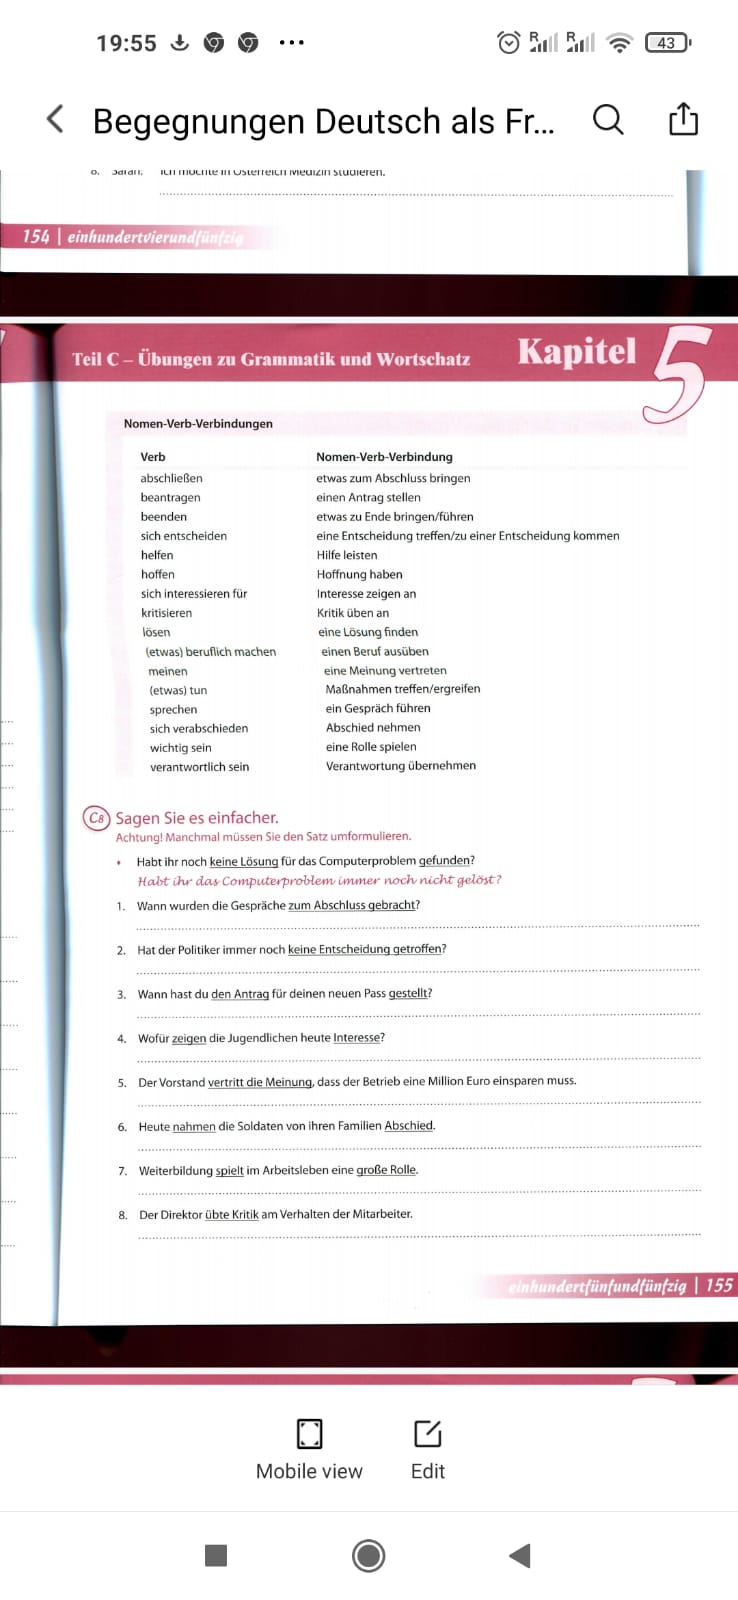 19:55
R R 43
Begegnungen Deutsch als Fr...
8. Sarah: Ich möchte in Österreich Medizin studieren.
154 | einhundertvierundfünfzig
Teil C – Übungen zu Grammatik und Wortschatz Kapitel 5
Nomen-Verb-Verbindungen
Verb Nomen-Verb-Verbindung
abschließen etwas zum Abschluss bringen
beantragen einen Antrag stellen
beenden etwas zu Ende bringen/führen
sich entscheiden eine Entscheidung treffen/zu einer Entscheidung kommen
helfen Hilfe leisten
hoffen Hoffnung haben
sich interessieren für Interesse zeigen an
kritisieren Kritik üben an
lösen eine Lösung finden
(etwas) beruflich machen einen Beruf ausüben
meinen eine Meinung vertreten
(etwas) tun Maßnahmen treffen/ergreifen
sprechen ein Gespräch führen
sich verabschieden Abschied nehmen
wichtig sein eine Rolle spielen
verantwortlich sein Verantwortung übernehmen
C8 Sagen Sie es einfacher.
Achtung! Manchmal müssen Sie den Satz umformulieren.
• Habt ihr noch keine Lösung für das Computerproblem gefunden?
Habt ihr das Computerproblem immer noch nicht gelöst?
1. Wann wurden die Gespräche zum Abschluss gebracht?
2. Hat der Politiker immer noch keine Entscheidung getroffen?
3. Wann hast du den Antrag für deinen neuen Pass gestellt?
4. Wofür zeigen die Jugendlichen heute Interesse?
5. Der Vorstand vertritt die Meinung, dass der Betrieb eine Million Euro einsparen muss.
6. Heute nahmen die Soldaten von ihren Familien Abschied.
7. Weiterbildung spielt im Arbeitsleben eine große Rolle.
8. Der Direktor übte Kritik am Verhalten der Mitarbeiter.
einhundertfünfundfünfzig | 155
Mobile view Edit